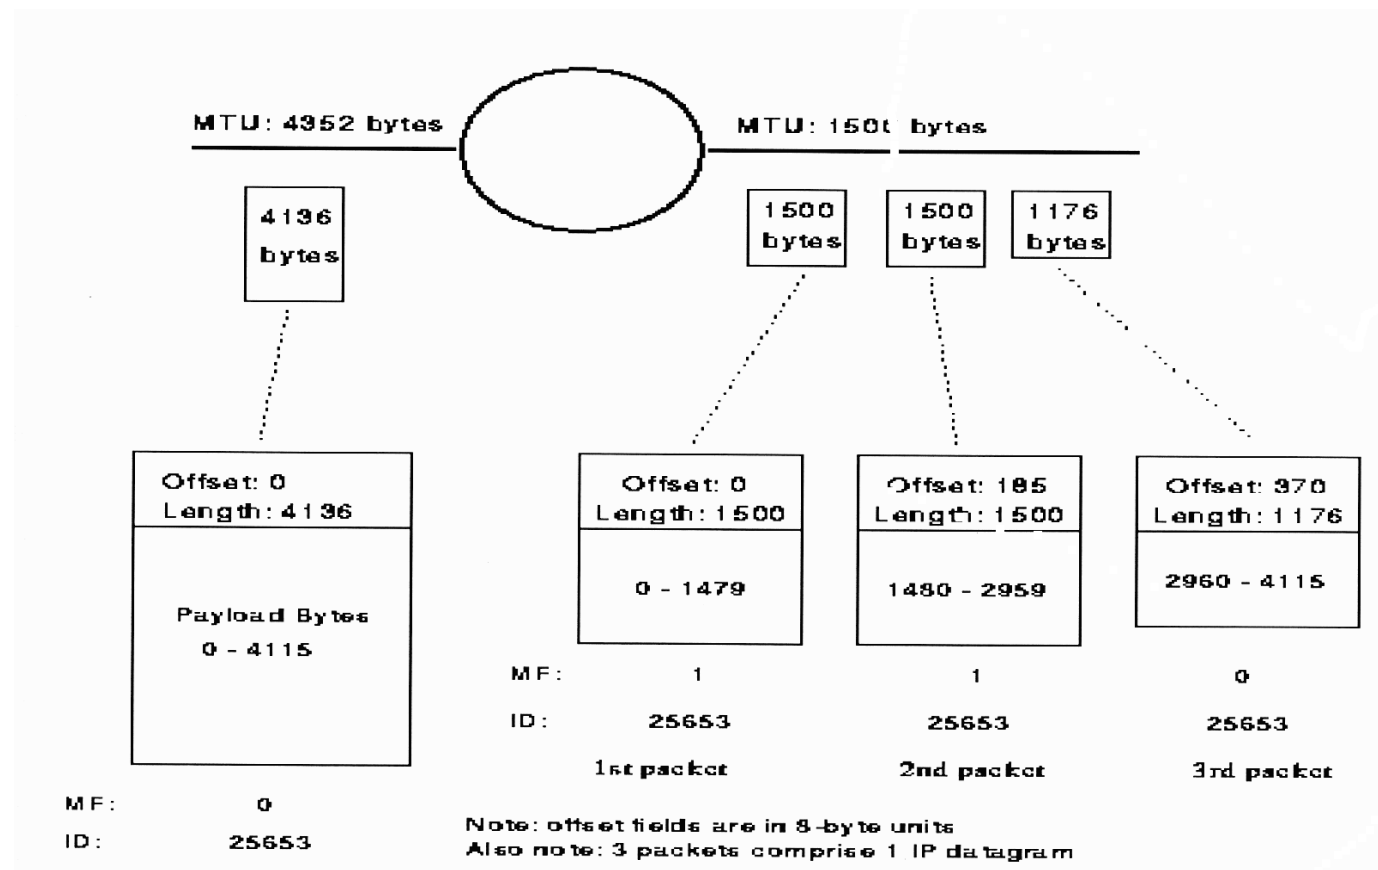 MTU: 4352 bytes
MTU: 1500 bytes
4136
bytes
1500
bytes
1500
bytes
1176
bytes
Offset: 0
Length: 4136
Payload Bytes
0 - 4115
MF: 0
ID: 25653
Offset: 0
Length: 1500
0 - 1479
Offset: 185
Length: 1500
1480 - 2959
Offset: 370
Length: 1176
2960 - 4115
MF: 1 1 0
ID: 25653 25653 25653
1st packet 2nd packet 3rd packet
Note: offset fields are in 8-byte units
Also note: 3 packets comprise 1 IP datagram